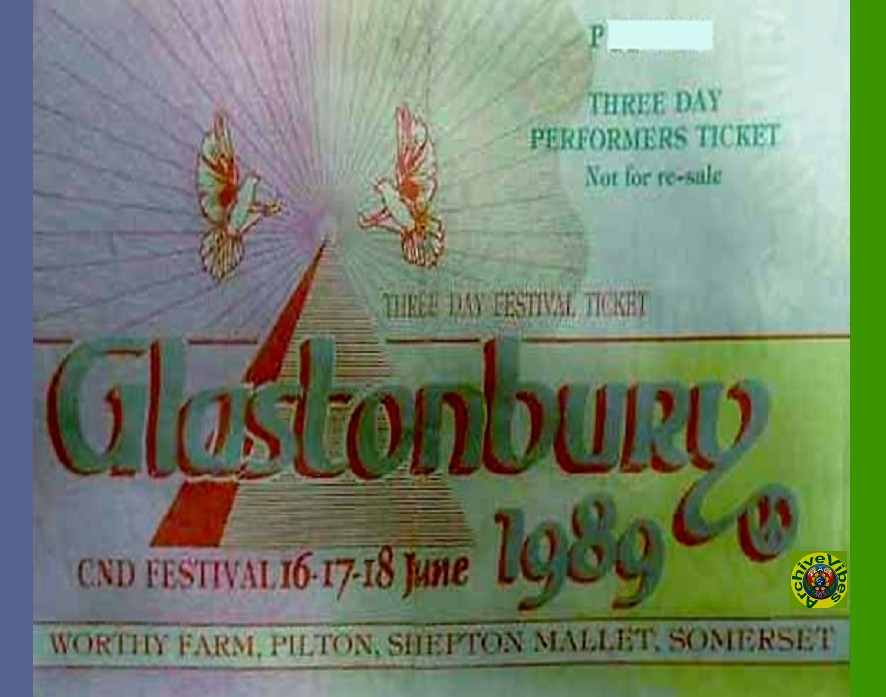 P
THREE DAY
PERFORMERS TICKET
Not for re-sale
THREE DAY FESTIVAL TICKET
Glastonbury
1989
CND FESTIVAL 16-17-18 June
ArchiveVibes
WORTHY FARM, PILTON, SHEPTON MALLET, SOMERSET